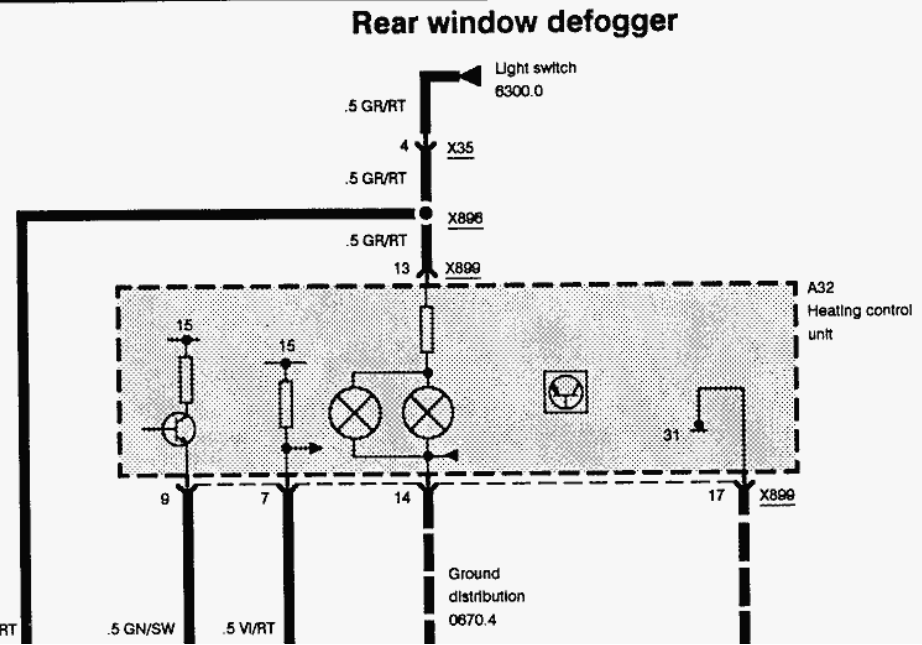 Rear window defogger
Light switch
6300.0
.5 GR/RT
4 X35
.5 GR/RT
X896
.5 GR/RT
13 X899
A32
Heating control
unit
15
15
31
9 7 14 17 X899
Ground
distribution
0670.4
RT .5 GN/SW .5 VI/RT